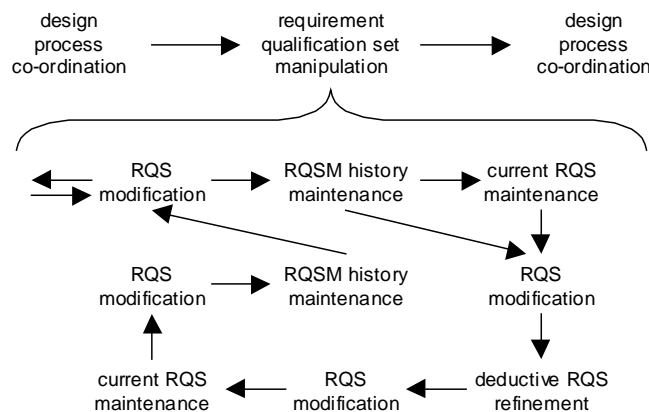 design
process
co-ordination
requirement
qualification set
manipulation
design
process
co-ordination
RQS
modification
RQSM history
maintenance
current RQS
maintenance
RQS
modification
RQSM history
maintenance
RQS
modification
current RQS
maintenance
RQS
modification
deductive RQS
refinement